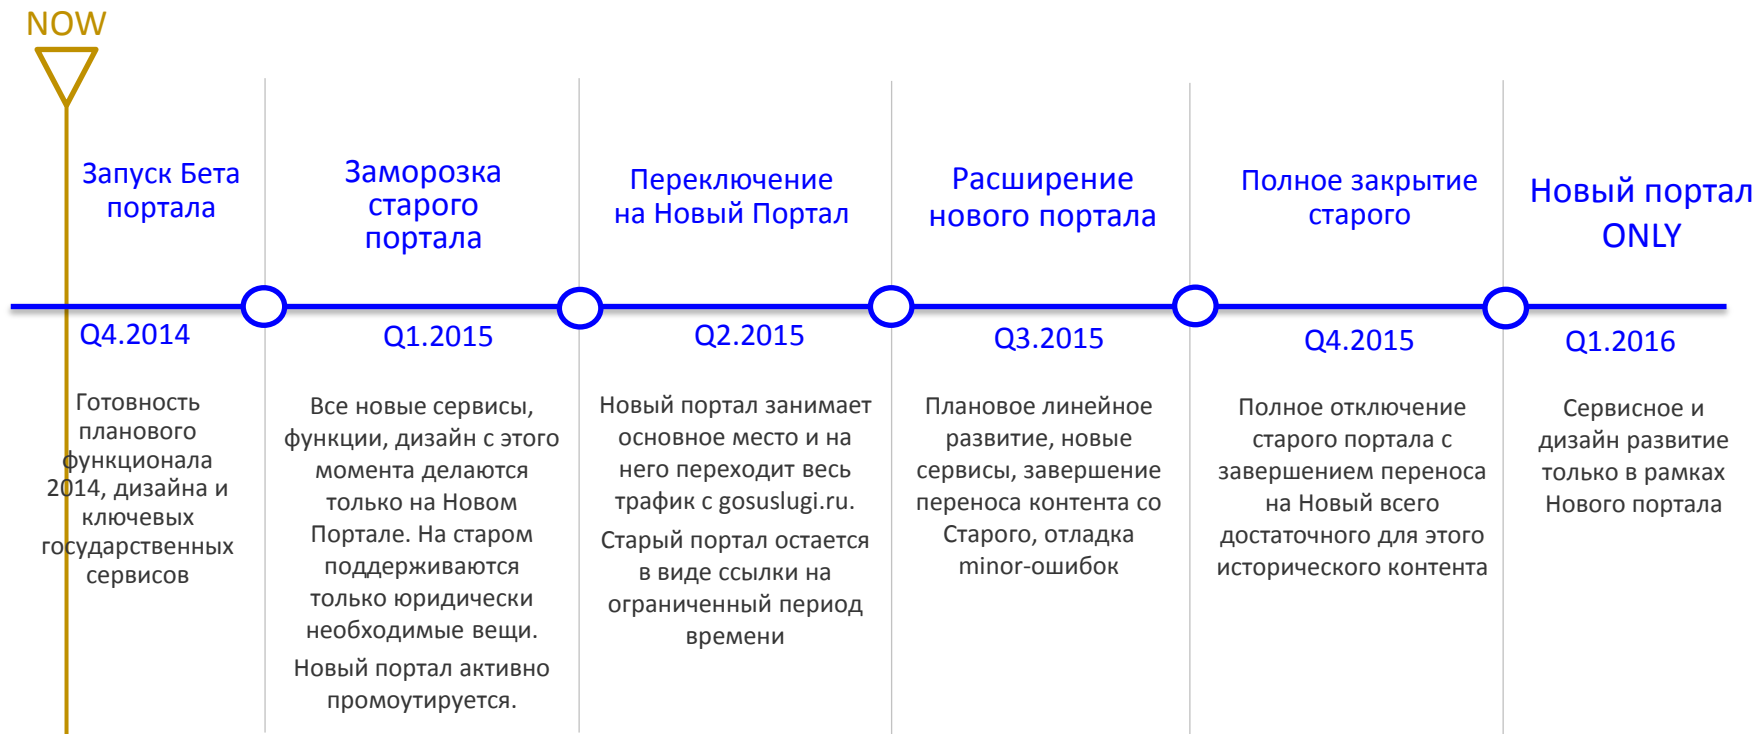 NOW
Запуск Бета
портала
Q4.2014
Готовность
планового
функционала
2014, дизайна и
ключевых
государственных
сервисов
Заморозка
старого
портала
Q1.2015
Все новые сервисы,
функции, дизайн с этого
момента делаются
только на Новом
Портале. На старом
поддерживаются
только юридически
необходимые вещи.
Новый портал активно
промоутируется.
Переключение
на Новый Портал
Q2.2015
Новый портал занимает
основное место и на
него переходит весь
трафик с gosuslugi.ru.
Старый портал остается
в виде ссылки на
ограниченный период
времени
Расширение
нового портала
Q3.2015
Плановое линейное
развитие, новые
сервисы, завершение
переноса контента со
Старого, отладка
minor-ошибок
Полное закрытие
старого
Q4.2015
Полное отключение
старого портала с
завершением переноса
на Новый всего
достаточного для этого
исторического контента
Новый портал
ONLY
Q1.2016
Сервисное и
дизайн развитие
только в рамках
Нового портала